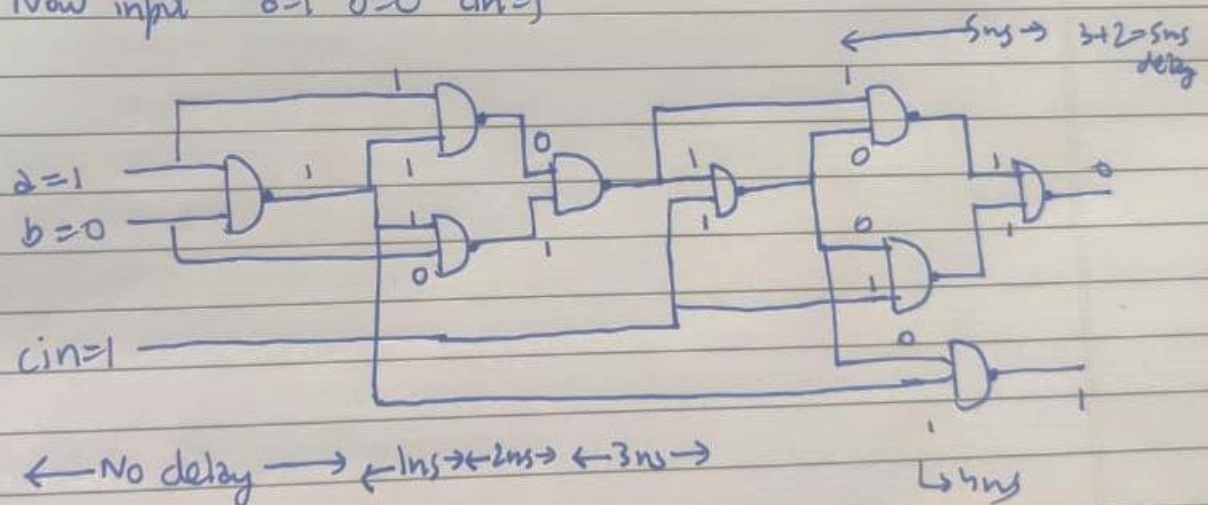 Now input a=1 b=0 cin=1
←5ns→ 3+2=5ns
delay
1 1
0 1
a=1 1 1 1 0 1 0
b=0 1 1 0 1
0 1 1
cin=1 0
1 1
←No delay→ ←1ns→←2ns→ ←3ns→
↳4ns